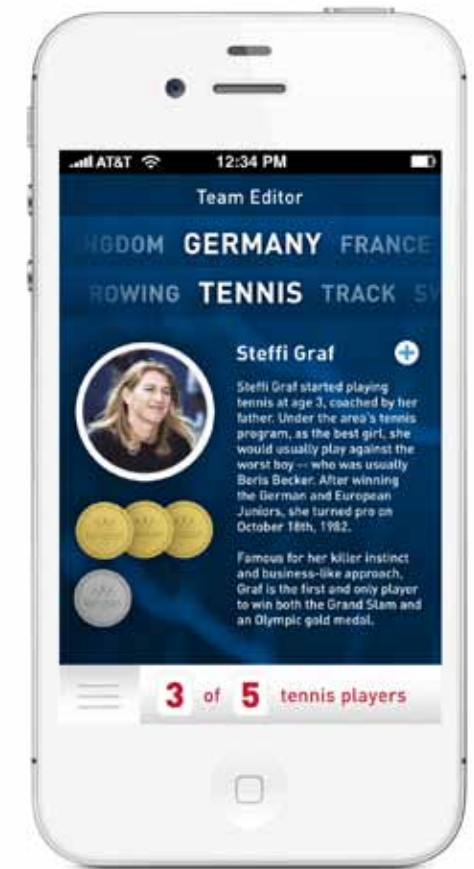 AT&T 12:34 PM
Team Editor
NGDOM GERMANY FRANCE
ROWING TENNIS TRACK SV
Steffi Graf
Steffi Graf started playing
tennis at age 3, coached by her
father. Under the area's tennis
program, as the best girl, she
would usually play against the
worst boy -- who was usually
Boris Becker. After winning
the German and European
Juniors, she turned pro on
October 18th, 1982.
Famous for her killer instinct
and business-like approach,
Graf is the first and only player
to win both the Grand Slam and
an Olympic gold medal.
3 of 5 tennis players